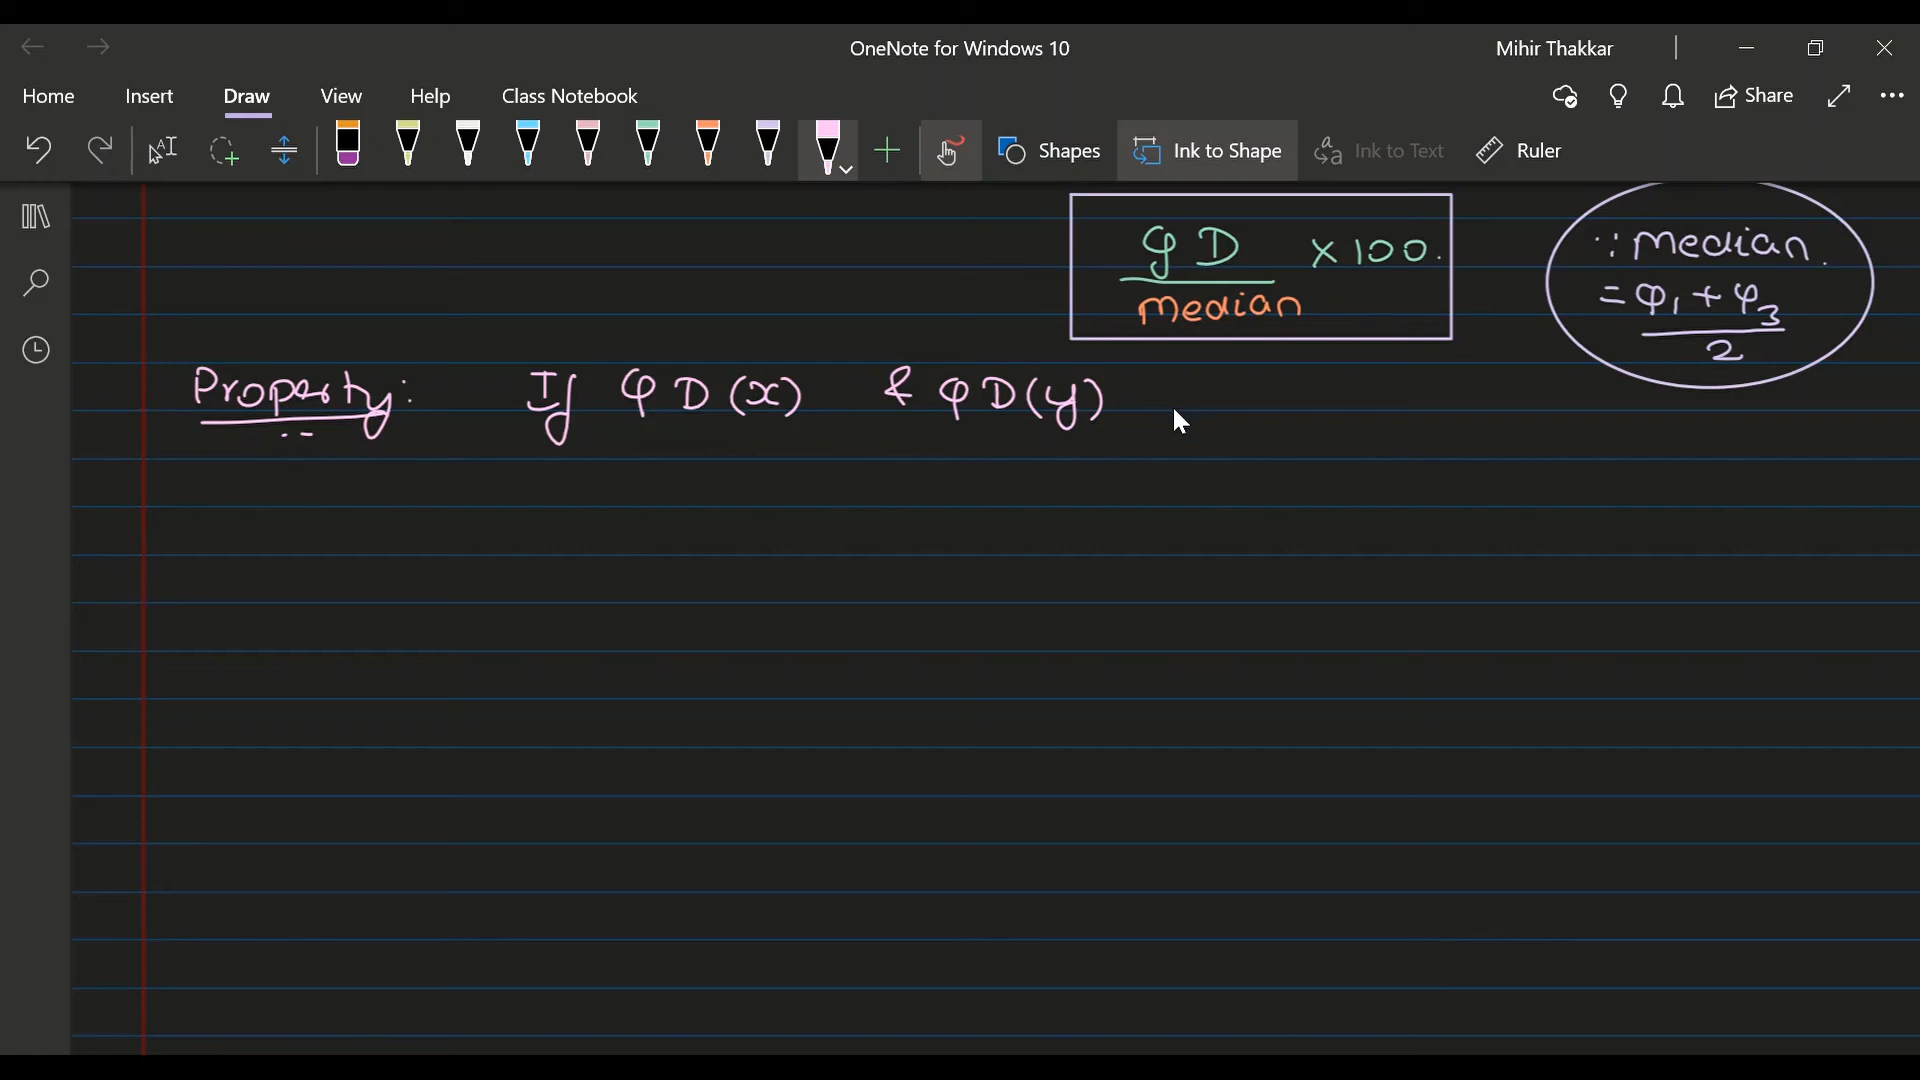 OneNote for Windows 10
Mihir Thakkar
Home Insert Draw View Help Class Notebook
Share
Shapes Ink to Shape Ink to Text Ruler
QD × 100.
median
∵ median.
= Q1 + Q3
2
Property: If QD(x) & QD(y)